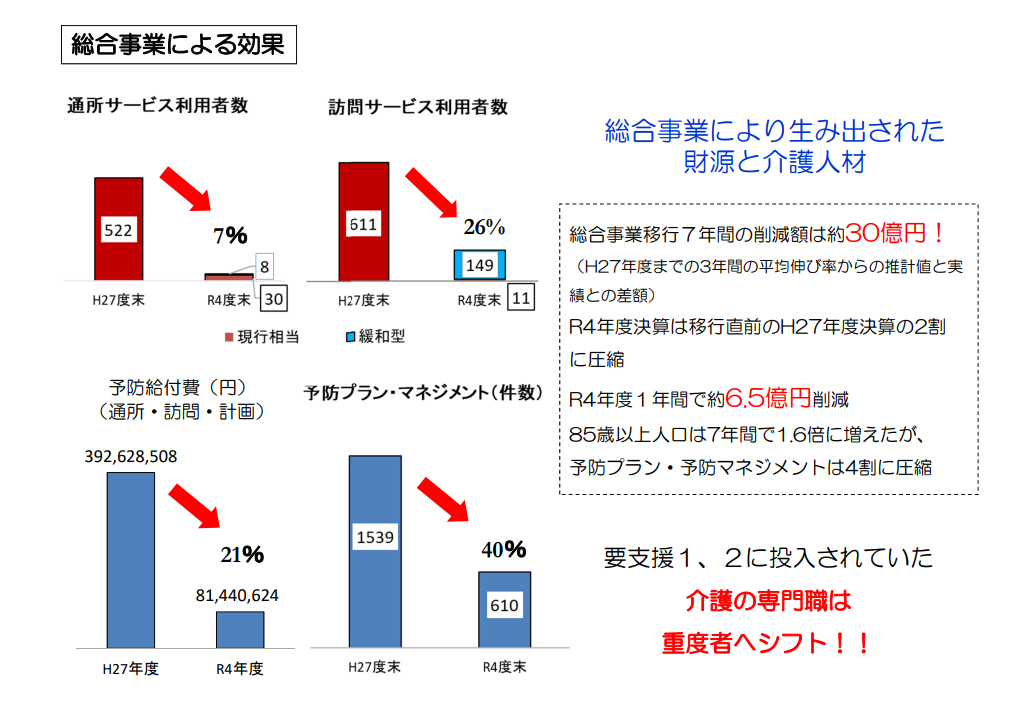 総合事業による効果
通所サービス利用者数
522
7%
8
30
H27度末
R4度末
訪問サービス利用者数
611
26%
149
11
H27度末
R4度末
現行相当
緩和型
予防給付費（円）
（通所・訪問・計画）
392,628,508
21%
81,440,624
H27年度
R4年度
予防プラン・マネジメント（件数）
1539
40%
610
H27度末
R4度末
総合事業により生み出された
財源と介護人材
総合事業移行７年間の削減額は約30億円！
（H27年度までの3年間の平均伸び率からの推計値と実
績との差額）
R4年度決算は移行直前のH27年度決算の2割
に圧縮
R4年度１年間で約6.5億円削減
85歳以上人口は7年間で1.6倍に増えたが、
予防プラン・予防マネジメントは4割に圧縮
要支援１、２に投入されていた
介護の専門職は
重度者へシフト！！